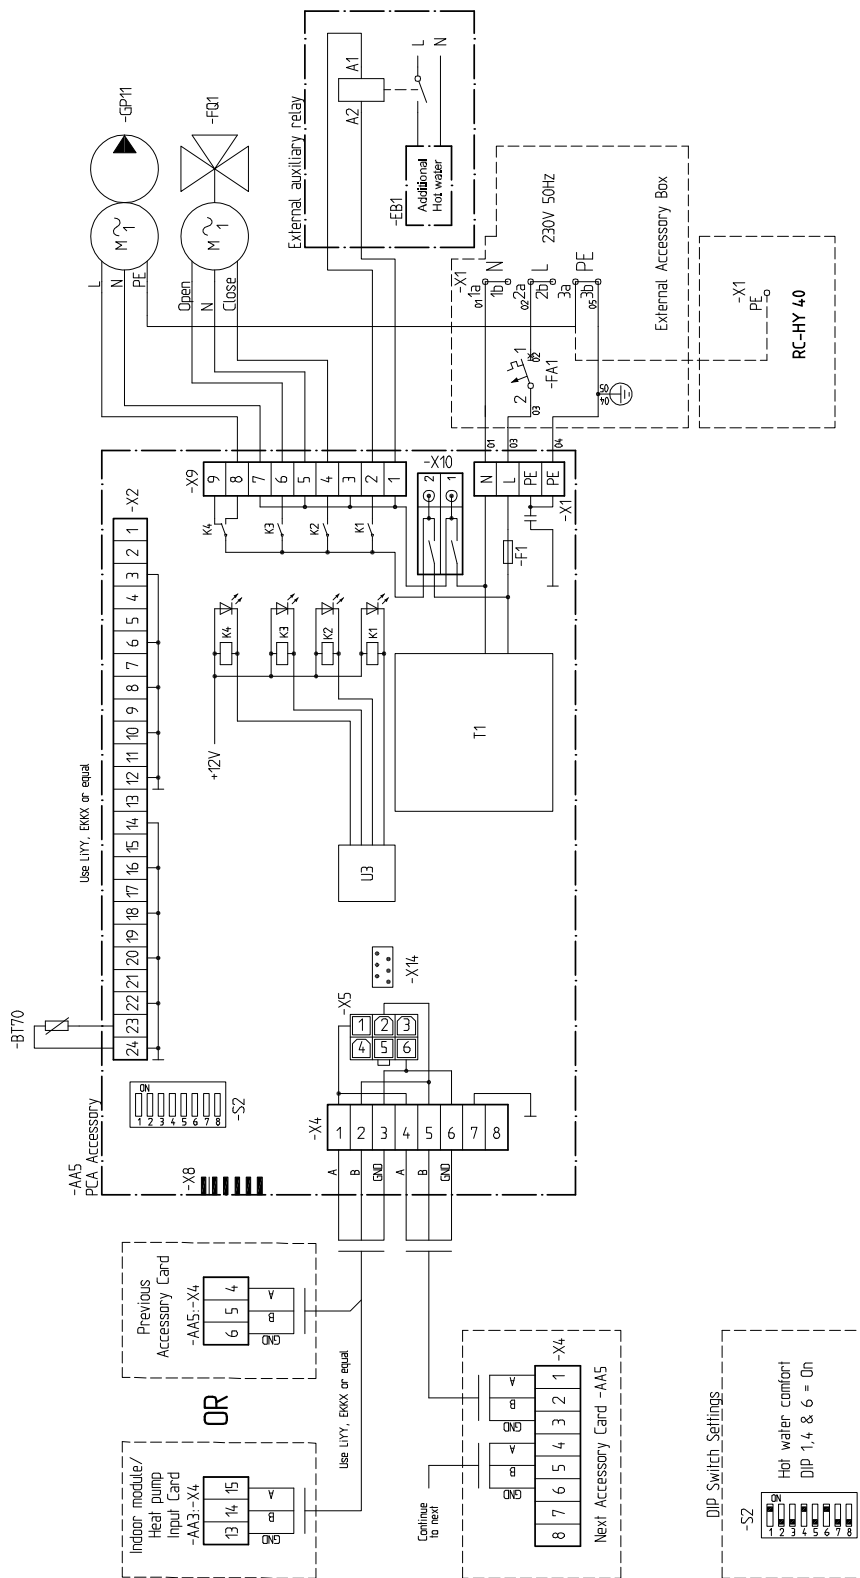 -GP11
M ~ 1
L
N
PE
-FQ1
M ~ 1
Open
N
Close
External auxiliary relay
A1
A2
L
N
-EB1
Additional
Hot water
External Accessory Box
230V 50Hz
-X1
1a
1b
N
2a
2b
L
3a
3b
PE
01
02
05
02
1
2
-FA1
03
05
04
01
03
04
-X1
PE
RC-HY 40
-X9
9
8
7
6
5
4
3
2
1
-X10
2
1
N
L
PE
PE
-X1
-F1
K4
K3
K2
K1
K4
K3
K2
K1
+12V
T1
U3
-X2
1
2
3
4
5
6
7
8
9
10
11
12
13
14
15
16
17
18
19
20
21
22
23
24
Use LiYY, EKKX or equal
-BT70
-X14
-X5
1
2
3
4
5
6
ON
1 2 3 4 5 6 7 8
-S2
-AA5
PCA Accessory
-X8
-X4
1
2
3
4
5
6
7
8
A
B
GND
A
B
GND
Previous
Accessory Card
-AA5:-X4
6
5
4
A
B
GND
OR
Indoor module/
Heat pump
Input Card
-AA3:-X4
13
14
15
A
B
GND
Use LiYY, EKKX or equal
Continue
to next
-X4
8
7
6
5
4
3
2
1
A
B
GND
A
B
GND
Next Accessory Card -AA5
DIP Switch Settings
-S2
ON
1 2 3 4 5 6 7 8
Hot water comfort
DIP 1,4 & 6 = On